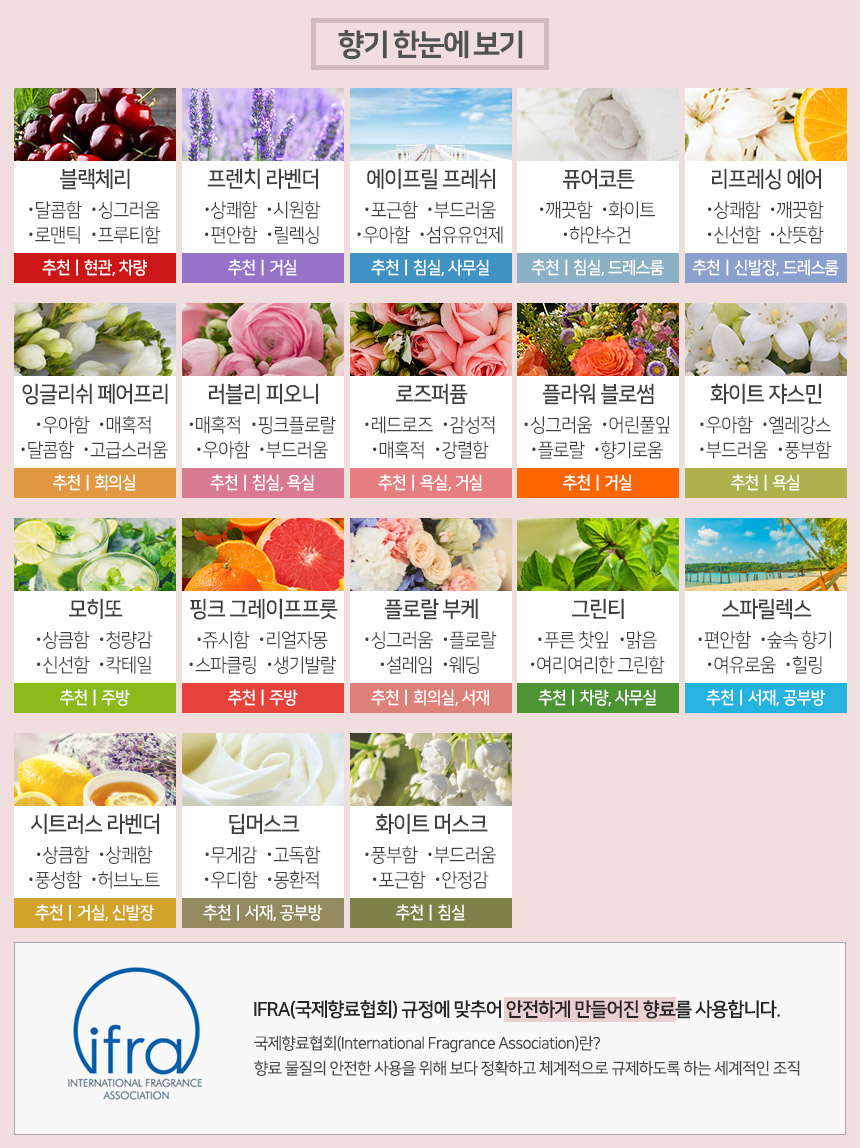 향기 한눈에 보기
블랙체리
•달콤함 •싱그러움
•로맨틱 •프루티함
추천 | 현관, 차량
프렌치 라벤더
•상쾌함 •시원함
•편안함 •릴렉싱
추천 | 거실
에이프릴 프레쉬
•포근함 •부드러움
•우아함 •섬유유연제
추천 | 침실, 사무실
퓨어코튼
•깨끗함 •화이트
•하얀수건
추천 | 침실, 드레스룸
리프레싱 에어
•상쾌함 •깨끗함
•신선함 •산뜻함
추천 | 신발장, 드레스룸
잉글리쉬 페어프리
•우아함 •매혹적
•달콤함 •고급스러움
추천 | 회의실
러블리 피오니
•매혹적 •핑크플로랄
•우아함 •부드러움
추천 | 침실, 욕실
로즈퍼퓸
•레드로즈 •감성적
•매혹적 •강렬함
추천 | 욕실, 거실
플라워 블로썸
•싱그러움 •어린풀잎
•플로랄 •향기로움
추천 | 거실
화이트 쟈스민
•우아함 •엘레강스
•부드러움 •풍부함
추천 | 욕실
모히또
•상큼함 •청량감
•신선함 •칵테일
추천 | 주방
핑크 그레이프프룻
•쥬시함 •리얼자몽
•스파클링 •생기발랄
추천 | 주방
플로랄 부케
•싱그러움 •플로랄
•설레임 •웨딩
추천 | 회의실, 서재
그린티
•푸른 찻잎 •맑음
•여리여리한 그린함
추천 | 차량, 사무실
스파릴렉스
•편안함 •숲속 향기
•여유로움 •힐링
추천 | 서재, 공부방
시트러스 라벤더
•상큼함 •상쾌함
•풍성함 •허브노트
추천 | 거실, 신발장
딥머스크
•무게감 •고독함
•우디함 •몽환적
추천 | 서재, 공부방
화이트 머스크
•풍부함 •부드러움
•포근함 •안정감
추천 | 침실
ifra
INTERNATIONAL FRAGRANCE
ASSOCIATION
IFRA(국제향료협회) 규정에 맞추어 안전하게 만들어진 향료를 사용합니다.
국제향료협회(International Fragrance Association)란?
향료 물질의 안전한 사용을 위해 보다 정확하고 체계적으로 규제하도록 하는 세계적인 조직